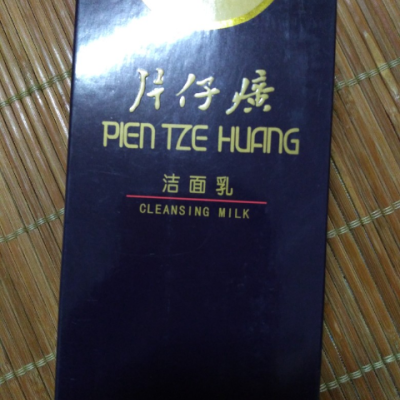 片仔癀
PIEN TZE HUANG
洁面乳
CLEANSING MILK